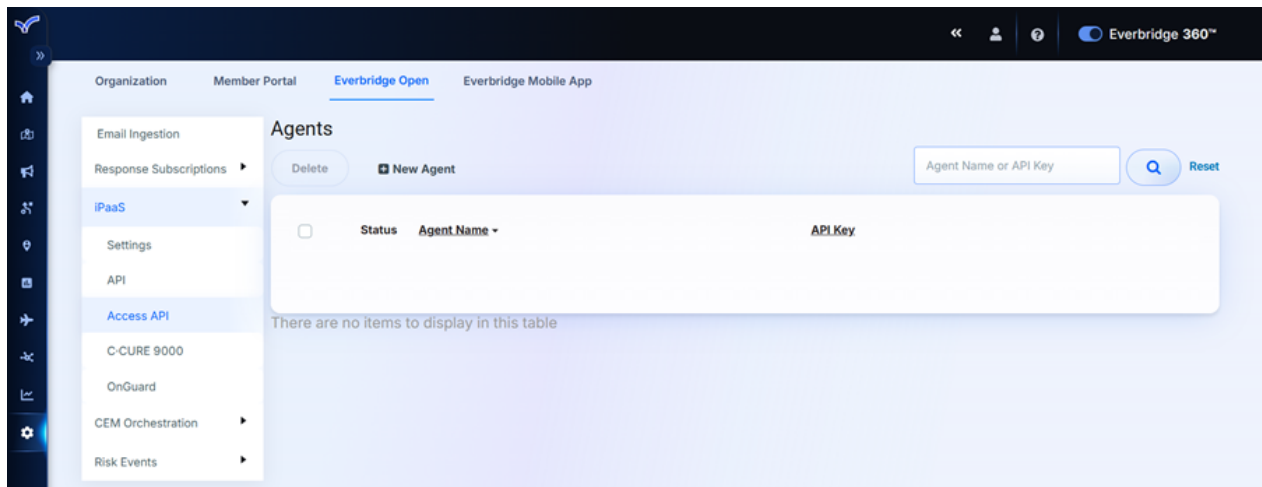 Everbridge 360™
Organization Member Portal Everbridge Open Everbridge Mobile App
Email Ingestion
Response Subscriptions
iPaaS
Settings
API
Access API
C-CURE 9000
OnGuard
CEM Orchestration
Risk Events
Agents
Delete New Agent Agent Name or API Key Reset
Status Agent Name API Key
There are no items to display in this table